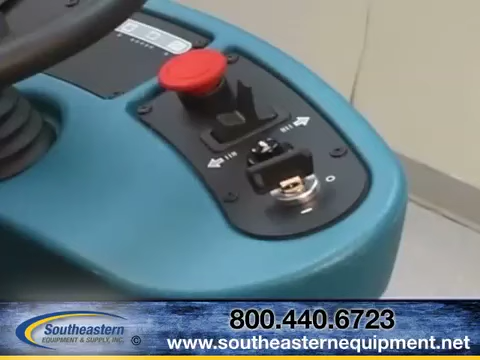 Southeastern
EQUIPMENT & SUPPLY, INC.
©
800.440.6723
www.southeasternequipment.net